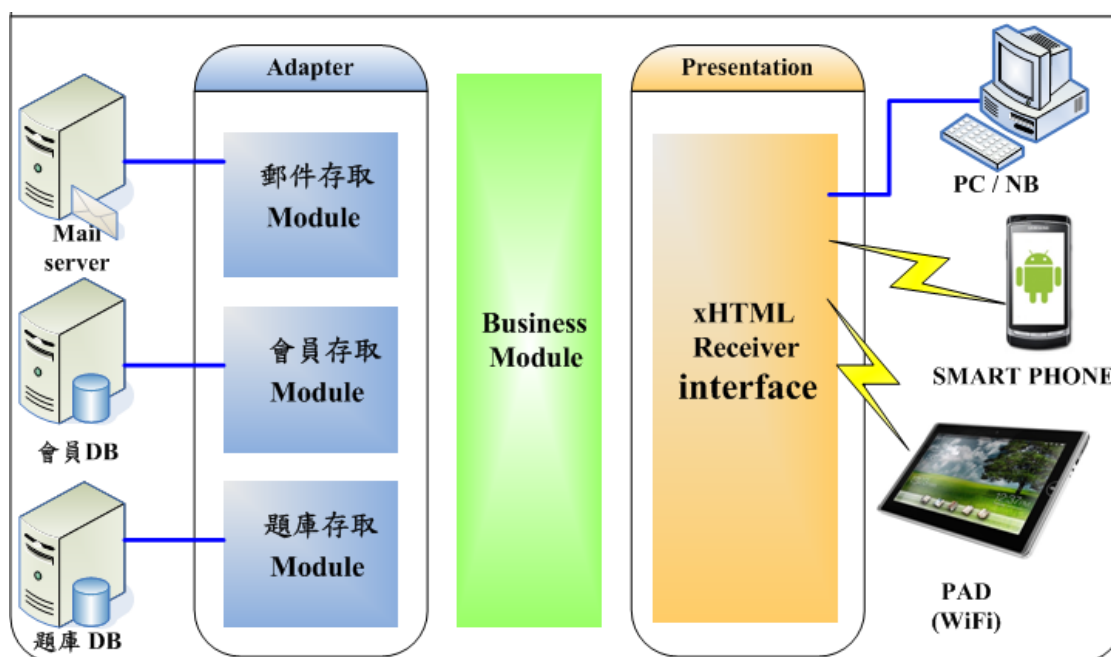 Adapter
Presentation
郵件存取
Module
Mail
server
會員存取
Module
會員DB
題庫存取
Module
題庫 DB
Business
Module
xHTML
Receiver
interface
PC / NB
SMART PHONE
PAD
(WiFi)